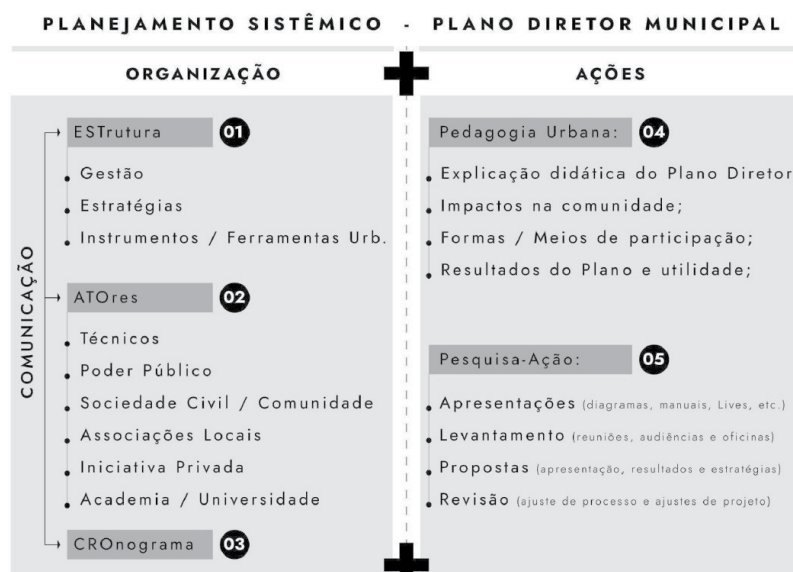 PLANEJAMENTO SISTÊMICO - PLANO DIRETOR MUNICIPAL
ORGANIZAÇÃO
COMUNICAÇÃO
ESTrutura 01
Gestão
Estratégias
Instrumentos / Ferramentas Urb.
ATOres 02
Técnicos
Poder Público
Sociedade Civil / Comunidade
Associações Locais
Iniciativa Privada
Academia / Universidade
CROnograma 03
AÇÕES
Pedagogia Urbana: 04
Explicação didática do Plano Diretor
Impactos na comunidade;
Formas / Meios de participação;
Resultados do Plano e utilidade;
Pesquisa-Ação: 05
Apresentações (diagramas, manuais, Lives, etc.)
Levantamento (reuniões, audiências e oficinas)
Propostas (apresentação, resultados e estratégias)
Revisão (ajuste de processo e ajustes de projeto)